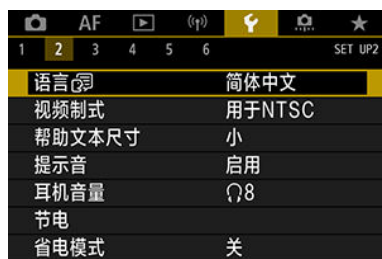 AF
1 2 3 4 5 6 SET UP2
语言
简体中文
视频制式 用于NTSC
帮助文本尺寸 小
提示音 启用
耳机音量 8
节电
省电模式 关